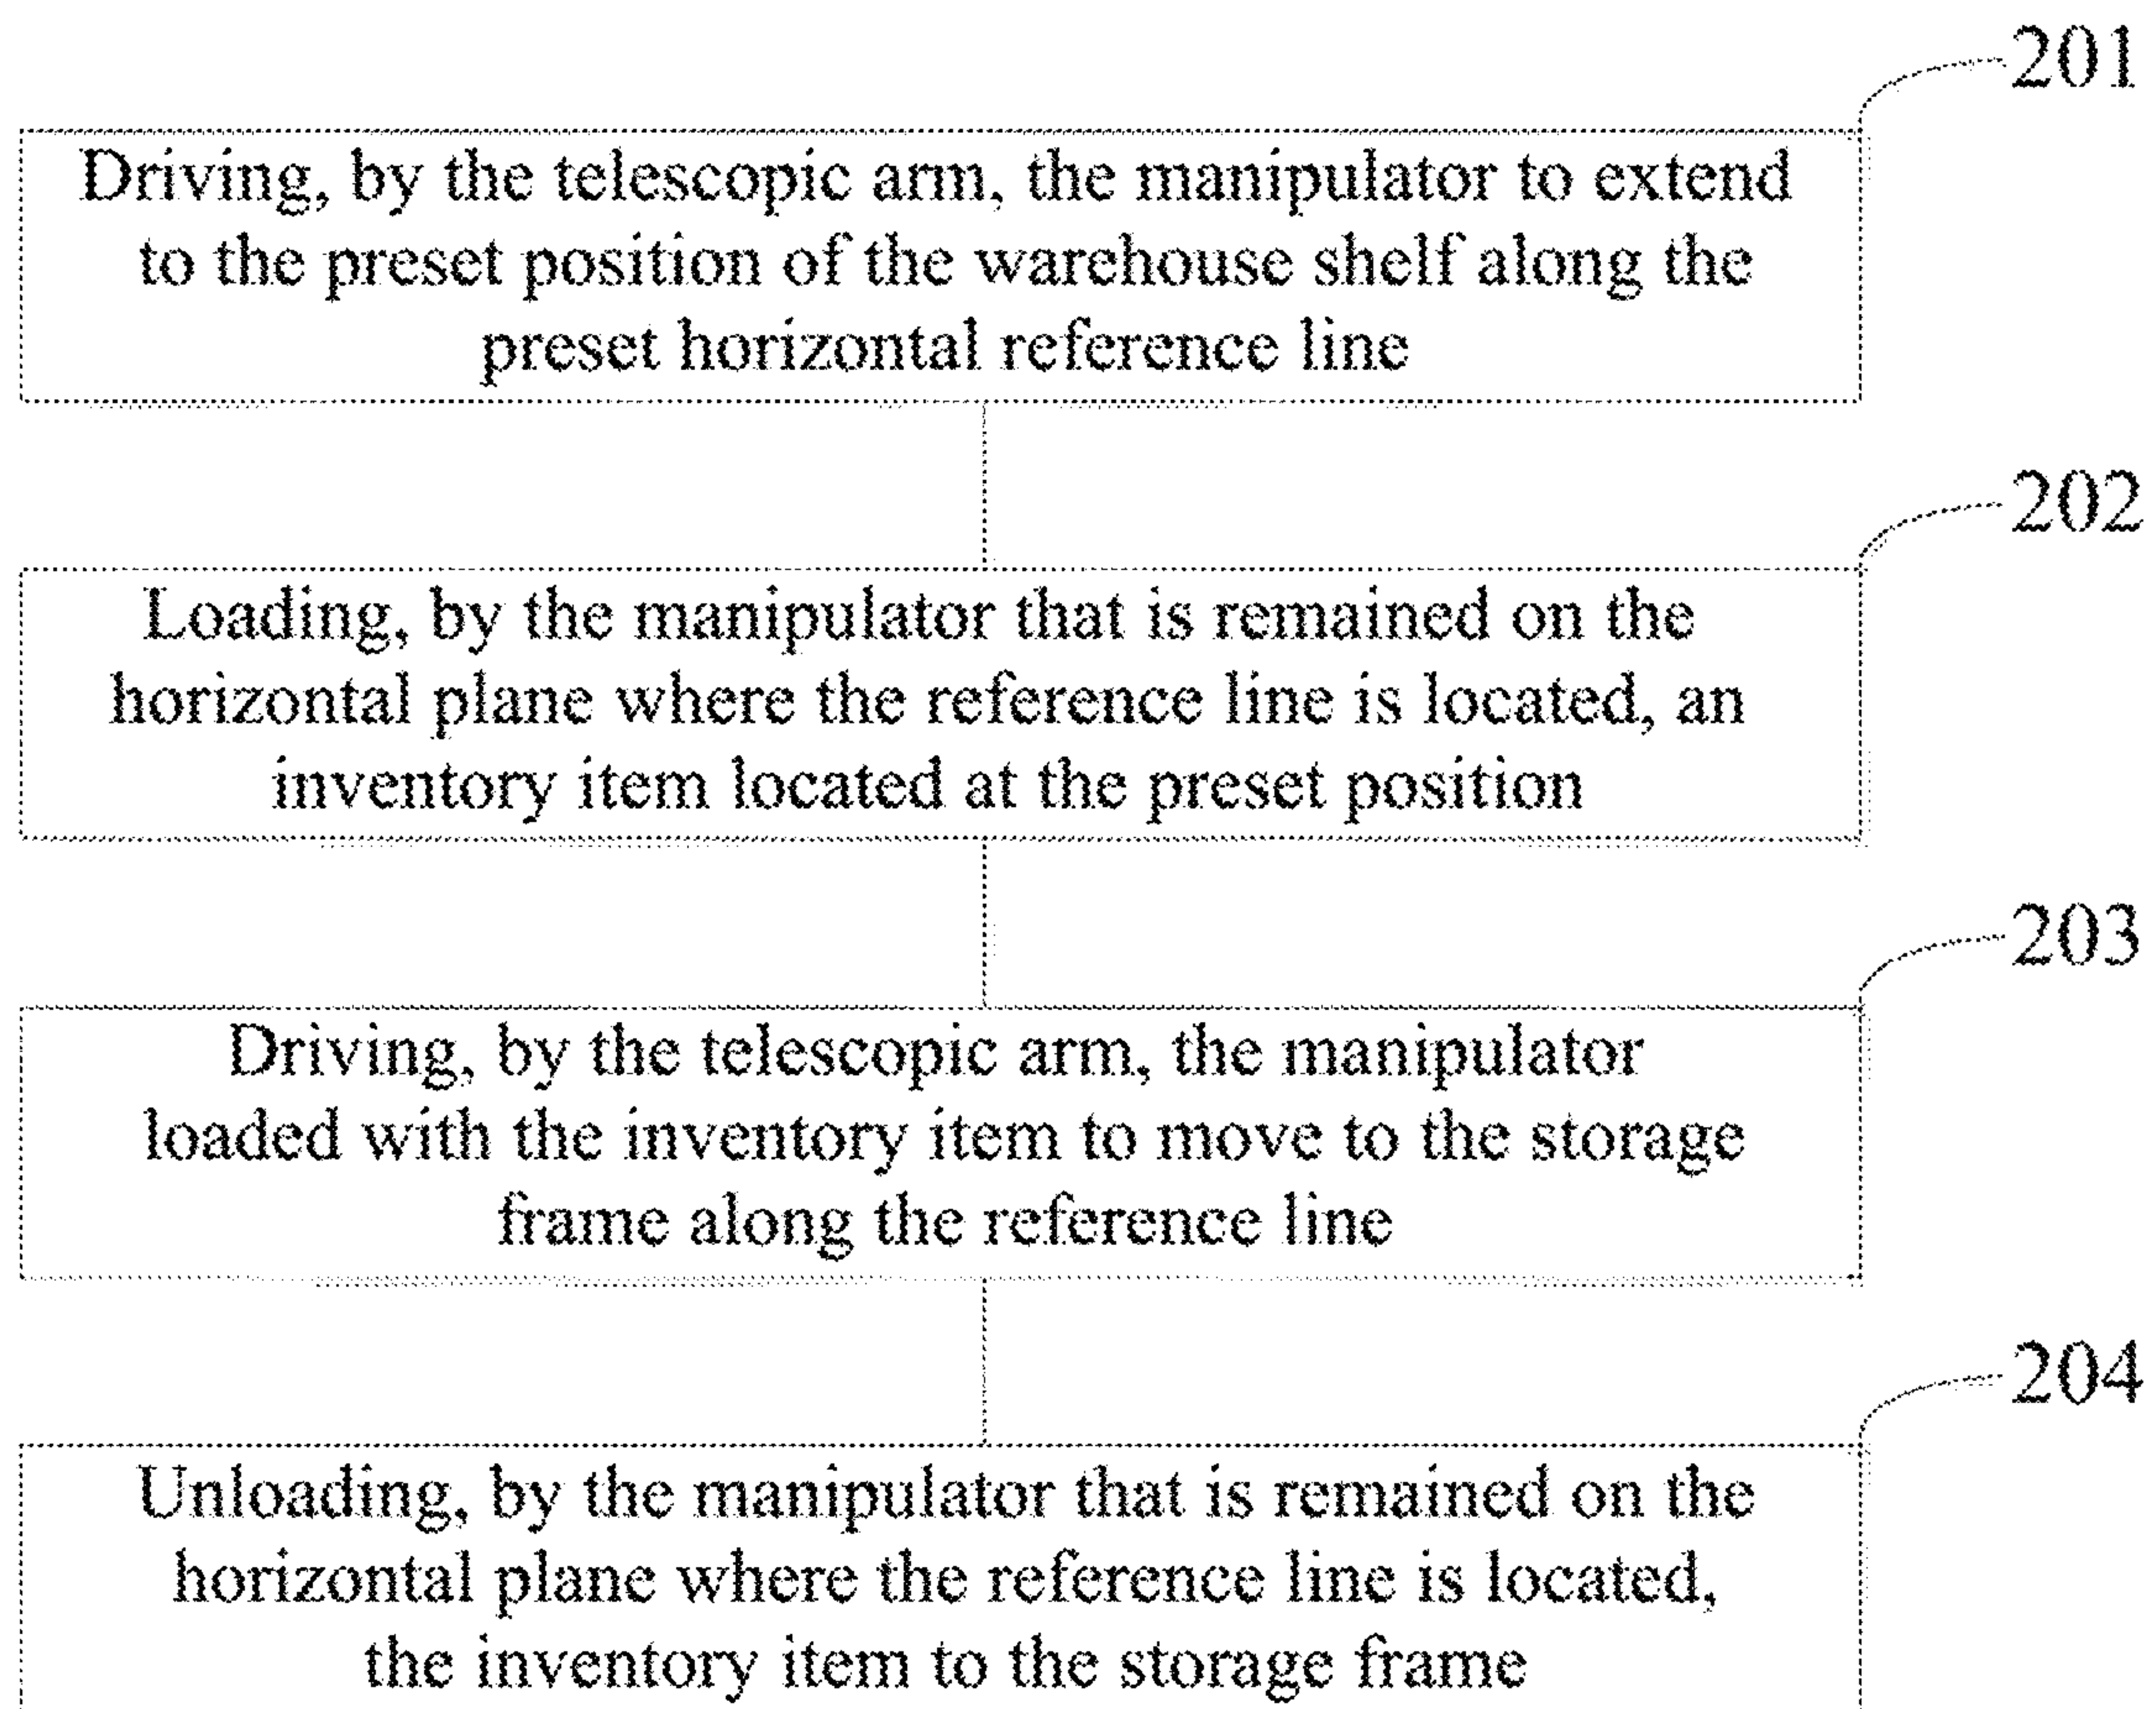 201
Driving, by the telescopic arm, the manipulator to extend
to the preset position of the warehouse shelf along the
preset horizontal reference line
202
Loading, by the manipulator that is remained on the
horizontal plane where the reference line is located, an
inventory item located at the preset position
203
Driving, by the telescopic arm, the manipulator
loaded with the inventory item to move to the storage
frame along the reference line
204
Unloading, by the manipulator that is remained on the
horizontal plane where the reference line is located,
the inventory item to the storage frame